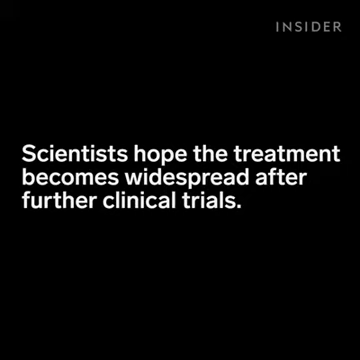 INSIDER
Scientists hope the treatment
becomes widespread after
further clinical trials.